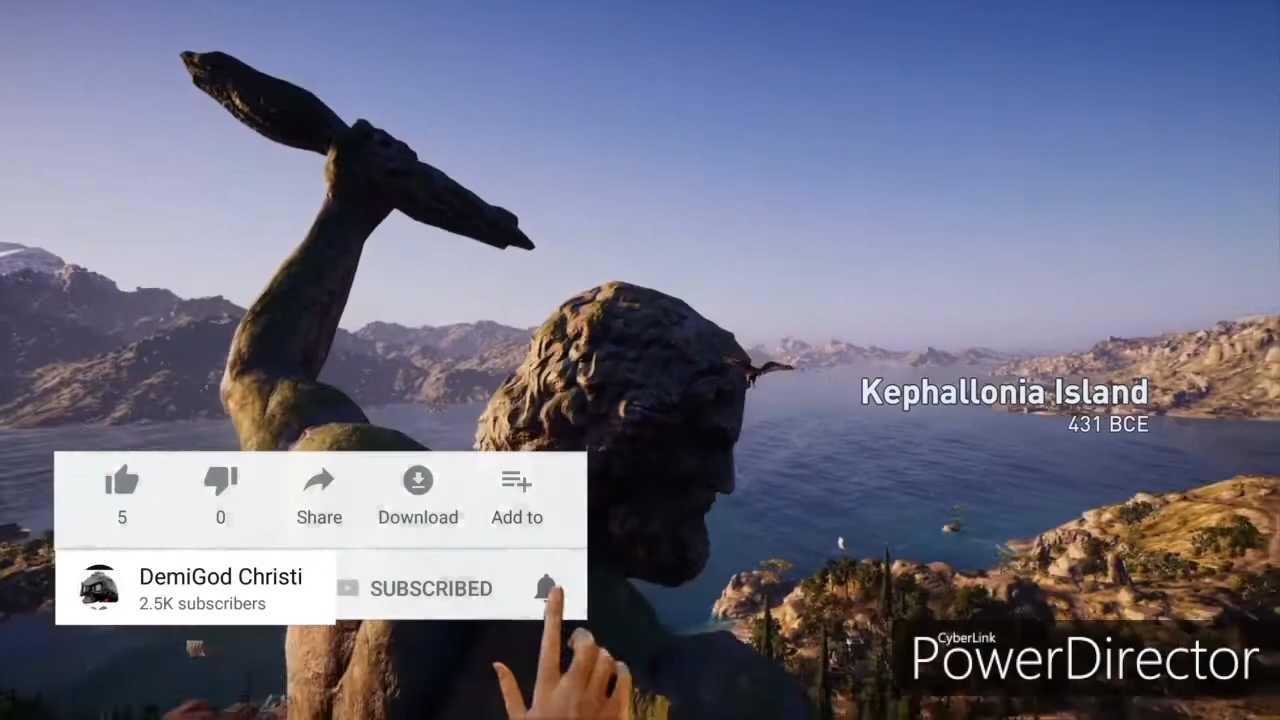 Kephallonia Island
431 BCE
5
0
Share
Download
Add to
DemiGod Christi
2.5K subscribers
SUBSCRIBED
CyberLink
PowerDirector